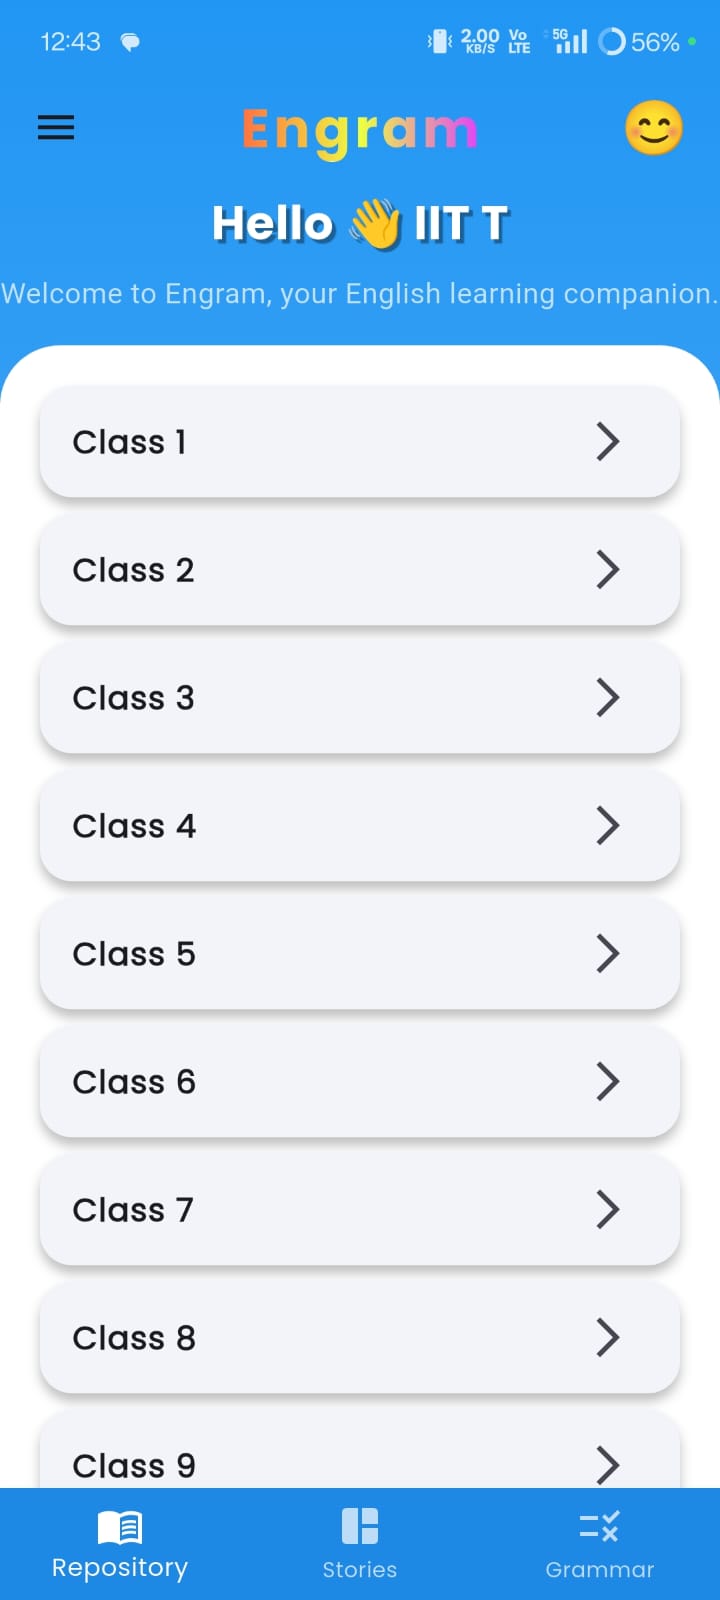 12:43 2.00 KB/S Vo LTE 5G 56%
Engram
Hello 👋 IIT T
Welcome to Engram, your English learning companion.
Class 1
Class 2
Class 3
Class 4
Class 5
Class 6
Class 7
Class 8
Class 9
Repository Stories Grammar